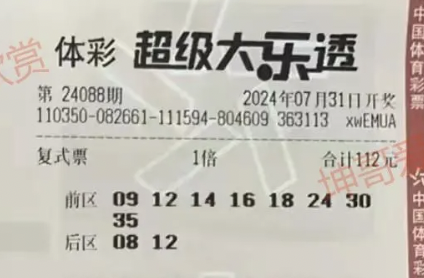 体彩 超级大乐透
第 24088期 2024年07月31日开奖
110350-082661-111594-804609 363113 xwEMUA
复式票 1倍 合计112元
前区 09 12 14 16 18 24 30
35
后区 08 12
中国体育彩票
中国体育彩
欣赏
坤哥爱